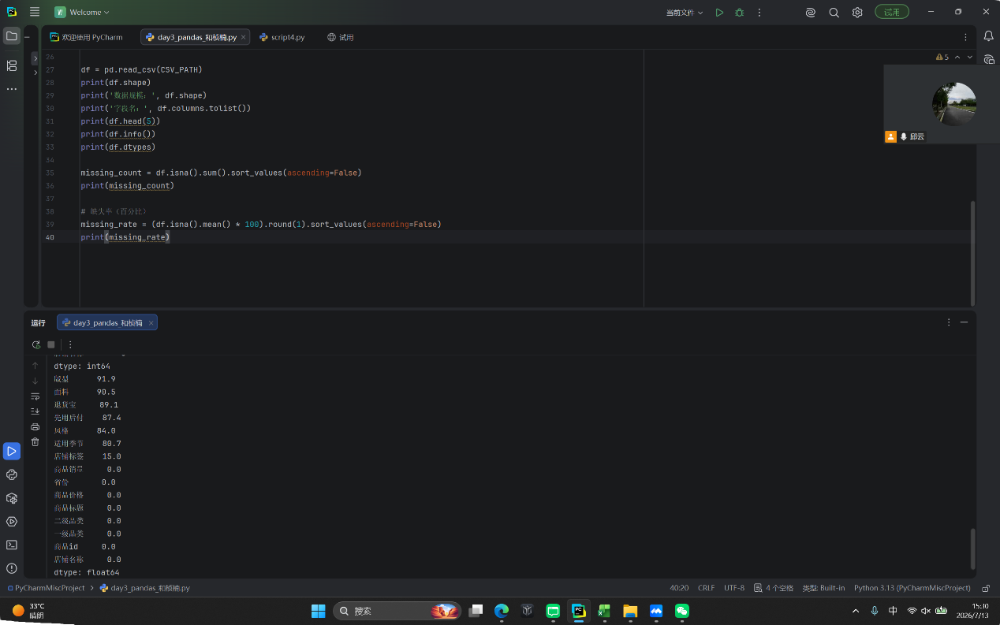 Welcome
当前文件
试用
欢迎使用 PyCharm
day3_pandas_和桢楠.py
script4.py
试用
26
5
27 df = pd.read_csv(CSV_PATH)
28 print(df.shape)
29 print('数据规模：', df.shape)
30 print('字段名：', df.columns.tolist())
31 print(df.head(5))
32 print(df.info())
33 print(df.dtypes)
34
35 missing_count = df.isna().sum().sort_values(ascending=False)
36 print(missing_count)
37
38 # 缺失率（百分比）
39 missing_rate = (df.isna().mean() * 100).round(1).sort_values(ascending=False)
40 print(missing_rate)
邱云
运行
day3_pandas_和桢楠
dtype: int64
版型 91.9
面料 90.5
退货宝 89.1
先用后付 87.4
风格 84.0
适用季节 80.7
店铺标签 15.0
商品销量 0.0
省份 0.0
商品价格 0.0
商品标题 0.0
二级品类 0.0
一级品类 0.0
商品id 0.0
店铺名称 0.0
dtype: float64
PyCharmMiscProject
day3_pandas_和桢楠.py
40:20
CRLF
UTF-8
4 个空格
类型: Built-in
Python 3.13 (PyCharmMiscProject)
33°C
晴朗
搜索
中
15:30
2026/7/13